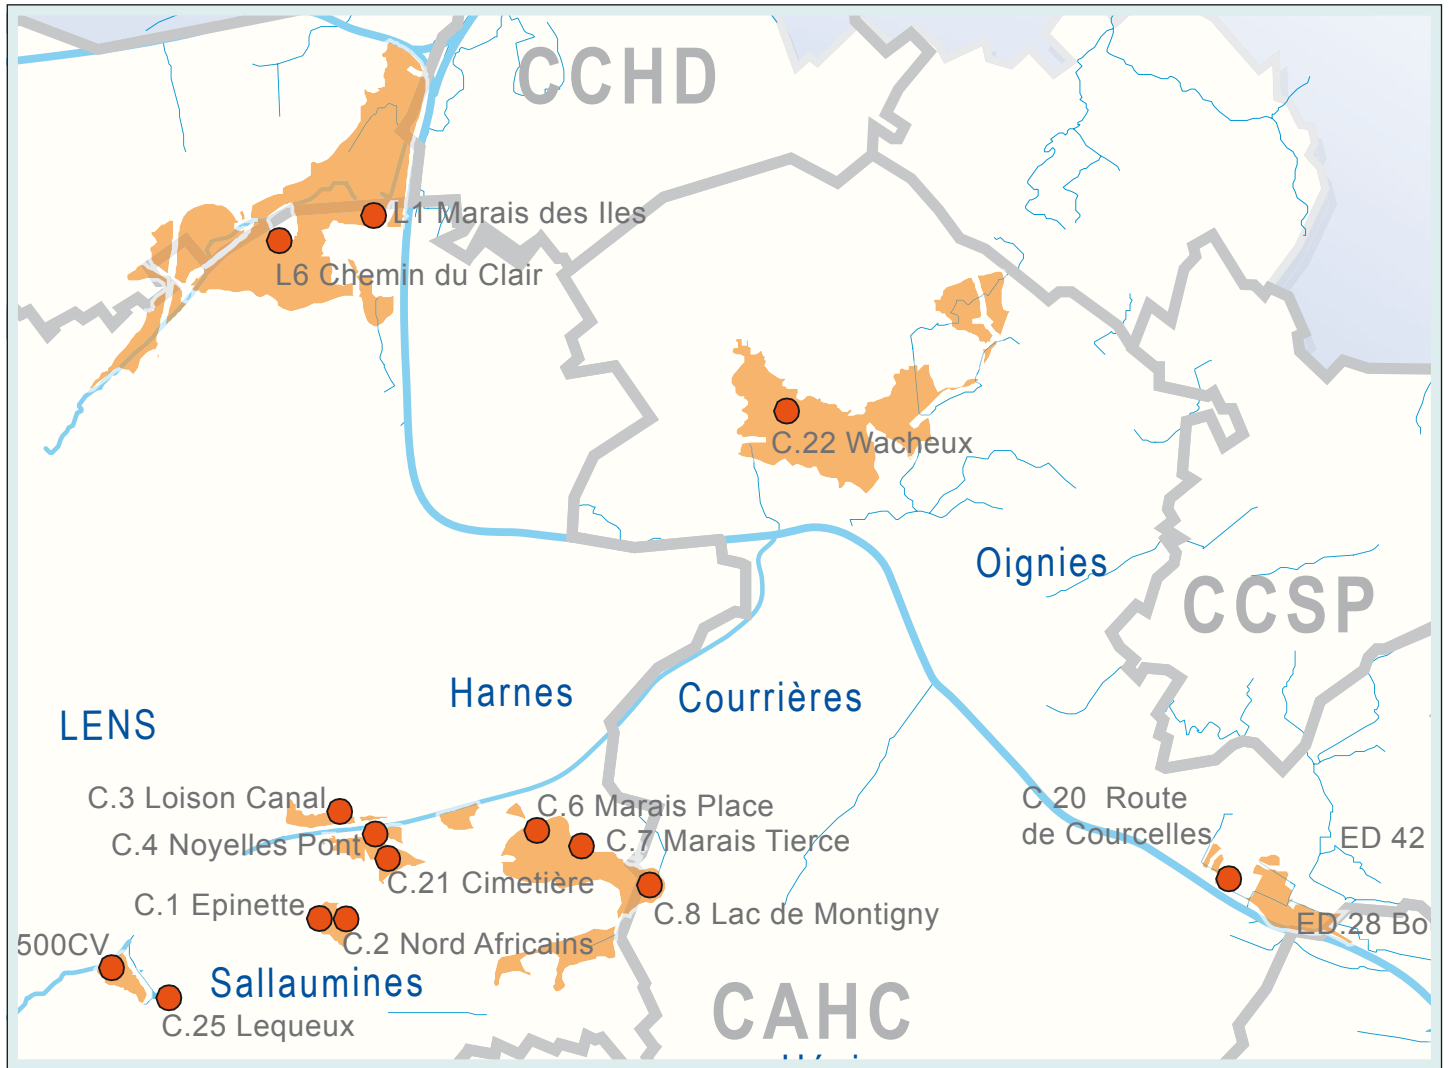 CCHD
L1 Marais des Iles
L6 Chemin du Clair
C.22 Wacheux
Oignies
CCSP
Harnes
Courrières
LENS
C.3 Loison Canal
C.6 Marais Place
C 20 Route
de Courcelles
C.4 Noyelles Pont
C.7 Marais Tierce
ED 42
C.21 Cimetière
C.1 Epinette
C.8 Lac de Montigny
ED.28 Bo
C.2 Nord Africains
500CV
Sallaumines
CAHC
C.25 Lequeux